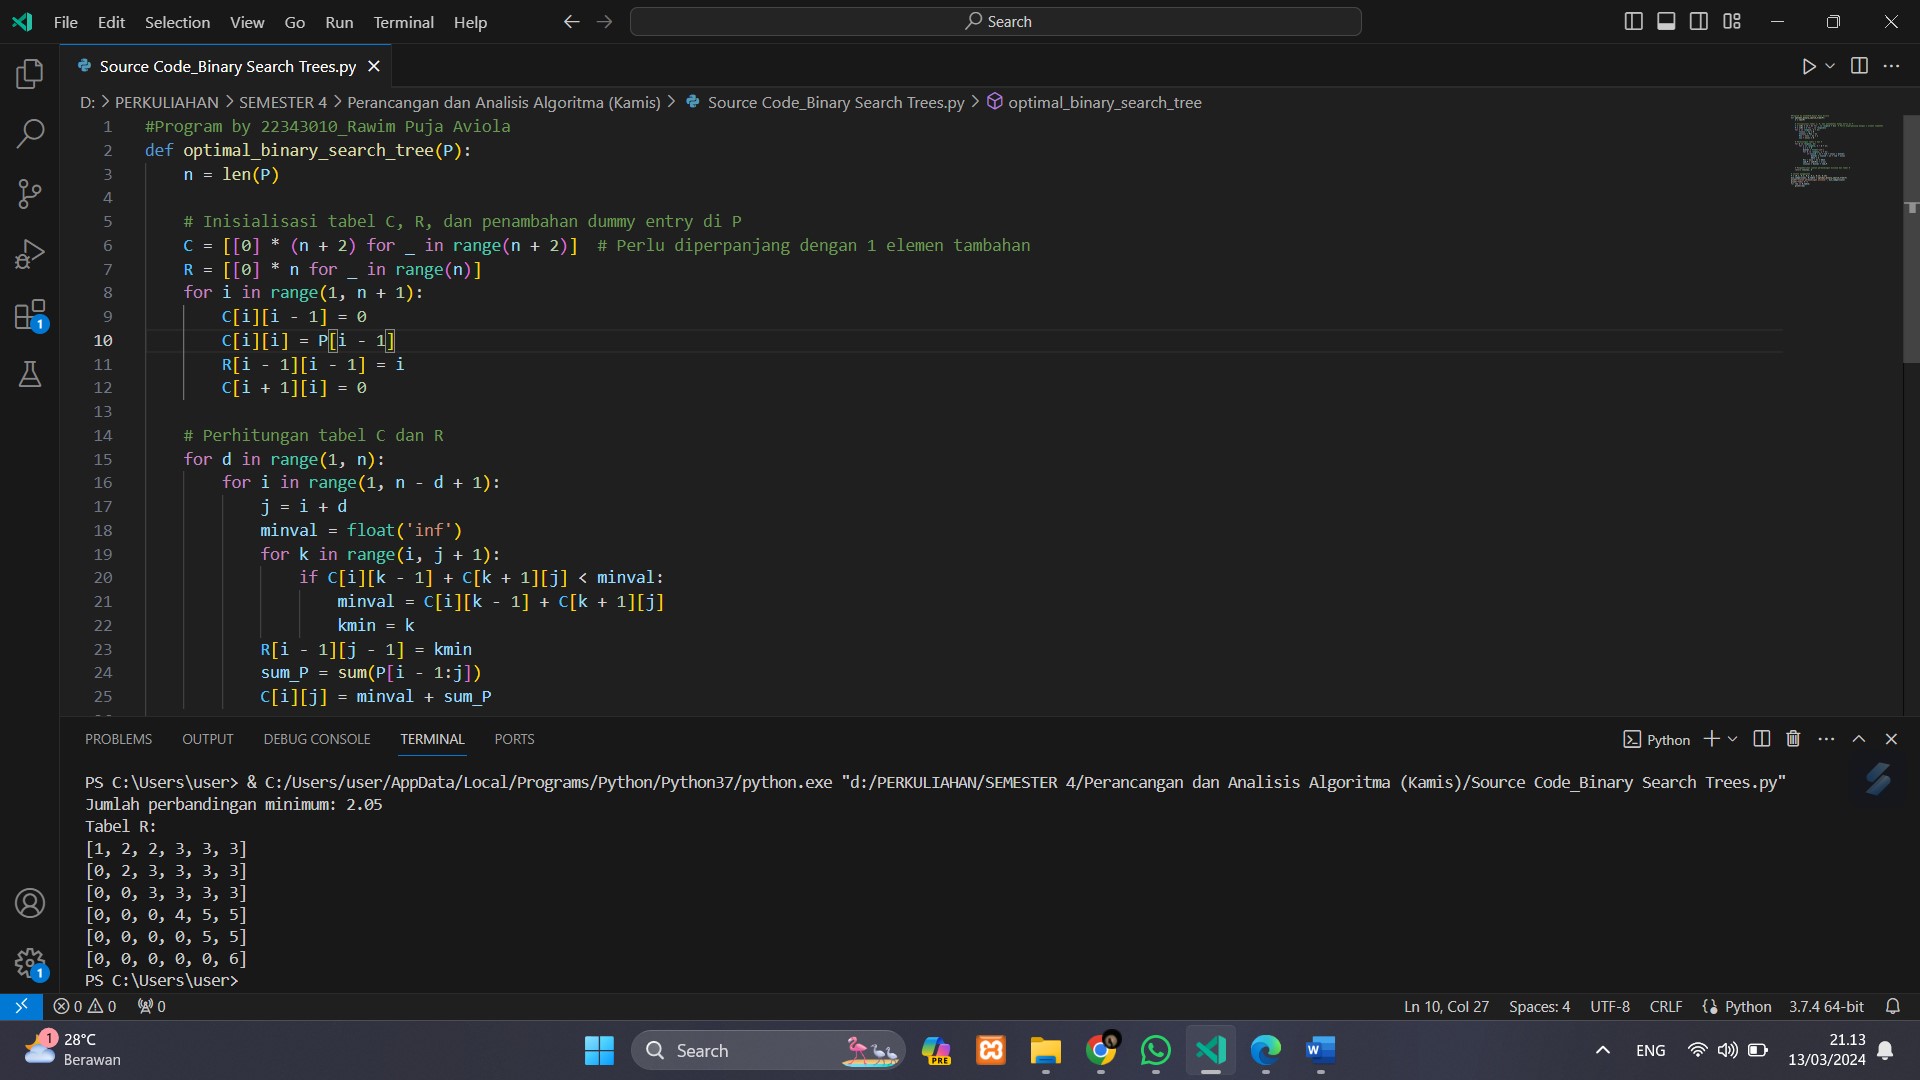 File Edit Selection View Go Run Terminal Help
Search
Source Code_Binary Search Trees.py
D: > PERKULIAHAN > SEMESTER 4 > Perancangan dan Analisis Algoritma (Kamis) > Source Code_Binary Search Trees.py > optimal_binary_search_tree
1 #Program by 22343010_Rawim Puja Aviola
2 def optimal_binary_search_tree(P):
3     n = len(P)
4
5     # Inisialisasi tabel C, R, dan penambahan dummy entry di P
6     C = [[0] * (n + 2) for _ in range(n + 2)]  # Perlu diperpanjang dengan 1 elemen tambahan
7     R = [[0] * n for _ in range(n)]
8     for i in range(1, n + 1):
9         C[i][i - 1] = 0
10         C[i][i] = P[i - 1]
11         R[i - 1][i - 1] = i
12         C[i + 1][i] = 0
13
14     # Perhitungan tabel C dan R
15     for d in range(1, n):
16         for i in range(1, n - d + 1):
17             j = i + d
18             minval = float('inf')
19             for k in range(i, j + 1):
20                 if C[i][k - 1] + C[k + 1][j] < minval:
21                     minval = C[i][k - 1] + C[k + 1][j]
22                     kmin = k
23             R[i - 1][j - 1] = kmin
24             sum_P = sum(P[i - 1:j])
25             C[i][j] = minval + sum_P
PROBLEMS OUTPUT DEBUG CONSOLE TERMINAL PORTS
Python
PS C:\Users\user> & C:/Users/user/AppData/Local/Programs/Python/Python37/python.exe "d:/PERKULIAHAN/SEMESTER 4/Perancangan dan Analisis Algoritma (Kamis)/Source Code_Binary Search Trees.py"
Jumlah perbandingan minimum: 2.05
Tabel R:
[1, 2, 2, 3, 3, 3]
[0, 2, 3, 3, 3, 3]
[0, 0, 3, 3, 3, 3]
[0, 0, 0, 4, 5, 5]
[0, 0, 0, 0, 5, 5]
[0, 0, 0, 0, 0, 6]
PS C:\Users\user>
1
1
0 0 0
Ln 10, Col 27 Spaces: 4 UTF-8 CRLF Python 3.7.4 64-bit
1
28°C
Berawan
Search
PRE
W
ENG
21.13
13/03/2024